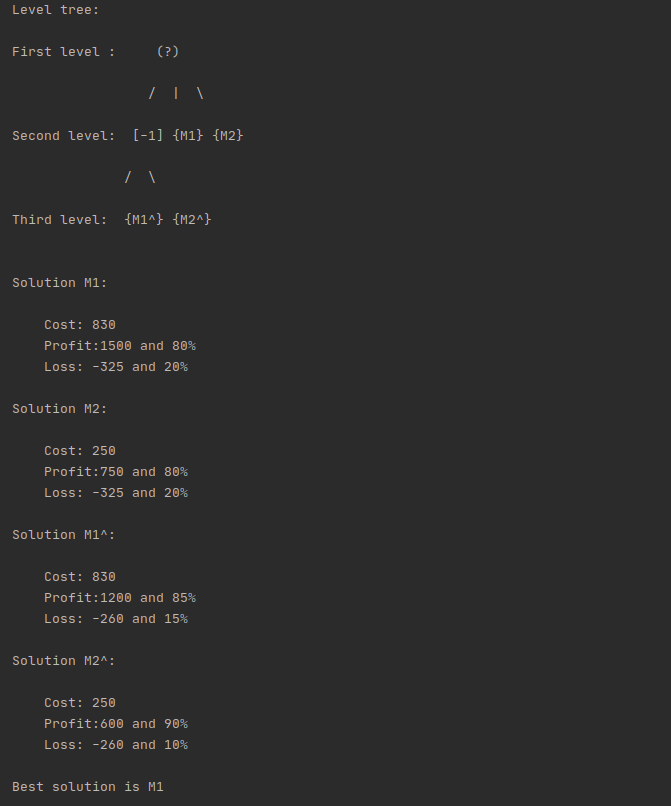 Level tree:
First level :     (?)
/  |  \
Second level:  [-1] {M1} {M2}
/  \
Third level:  {M1^} {M2^}
Solution M1:
Cost: 830
Profit:1500 and 80%
Loss: -325 and 20%
Solution M2:
Cost: 250
Profit:750 and 80%
Loss: -325 and 20%
Solution M1^:
Cost: 830
Profit:1200 and 85%
Loss: -260 and 15%
Solution M2^:
Cost: 250
Profit:600 and 90%
Loss: -260 and 10%
Best solution is M1